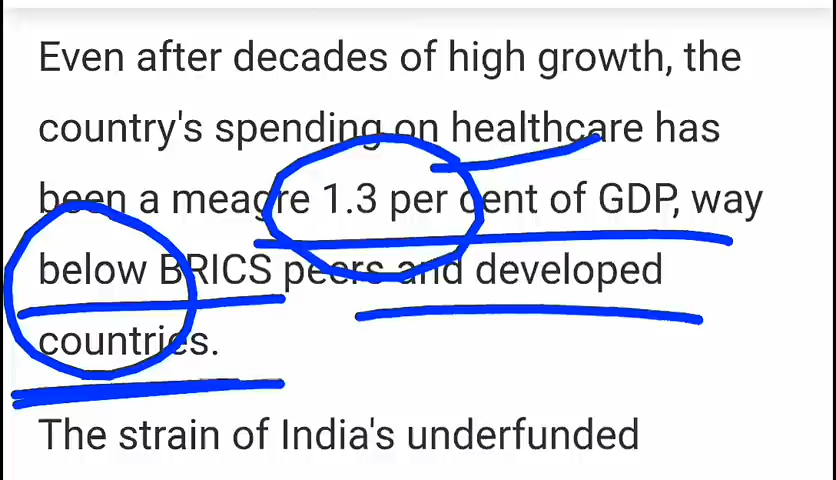 Even after decades of high growth, the
country's spending on healthcare has
been a meagre 1.3 per cent of GDP, way
below BRICS peers and developed
countries.
The strain of India's underfunded